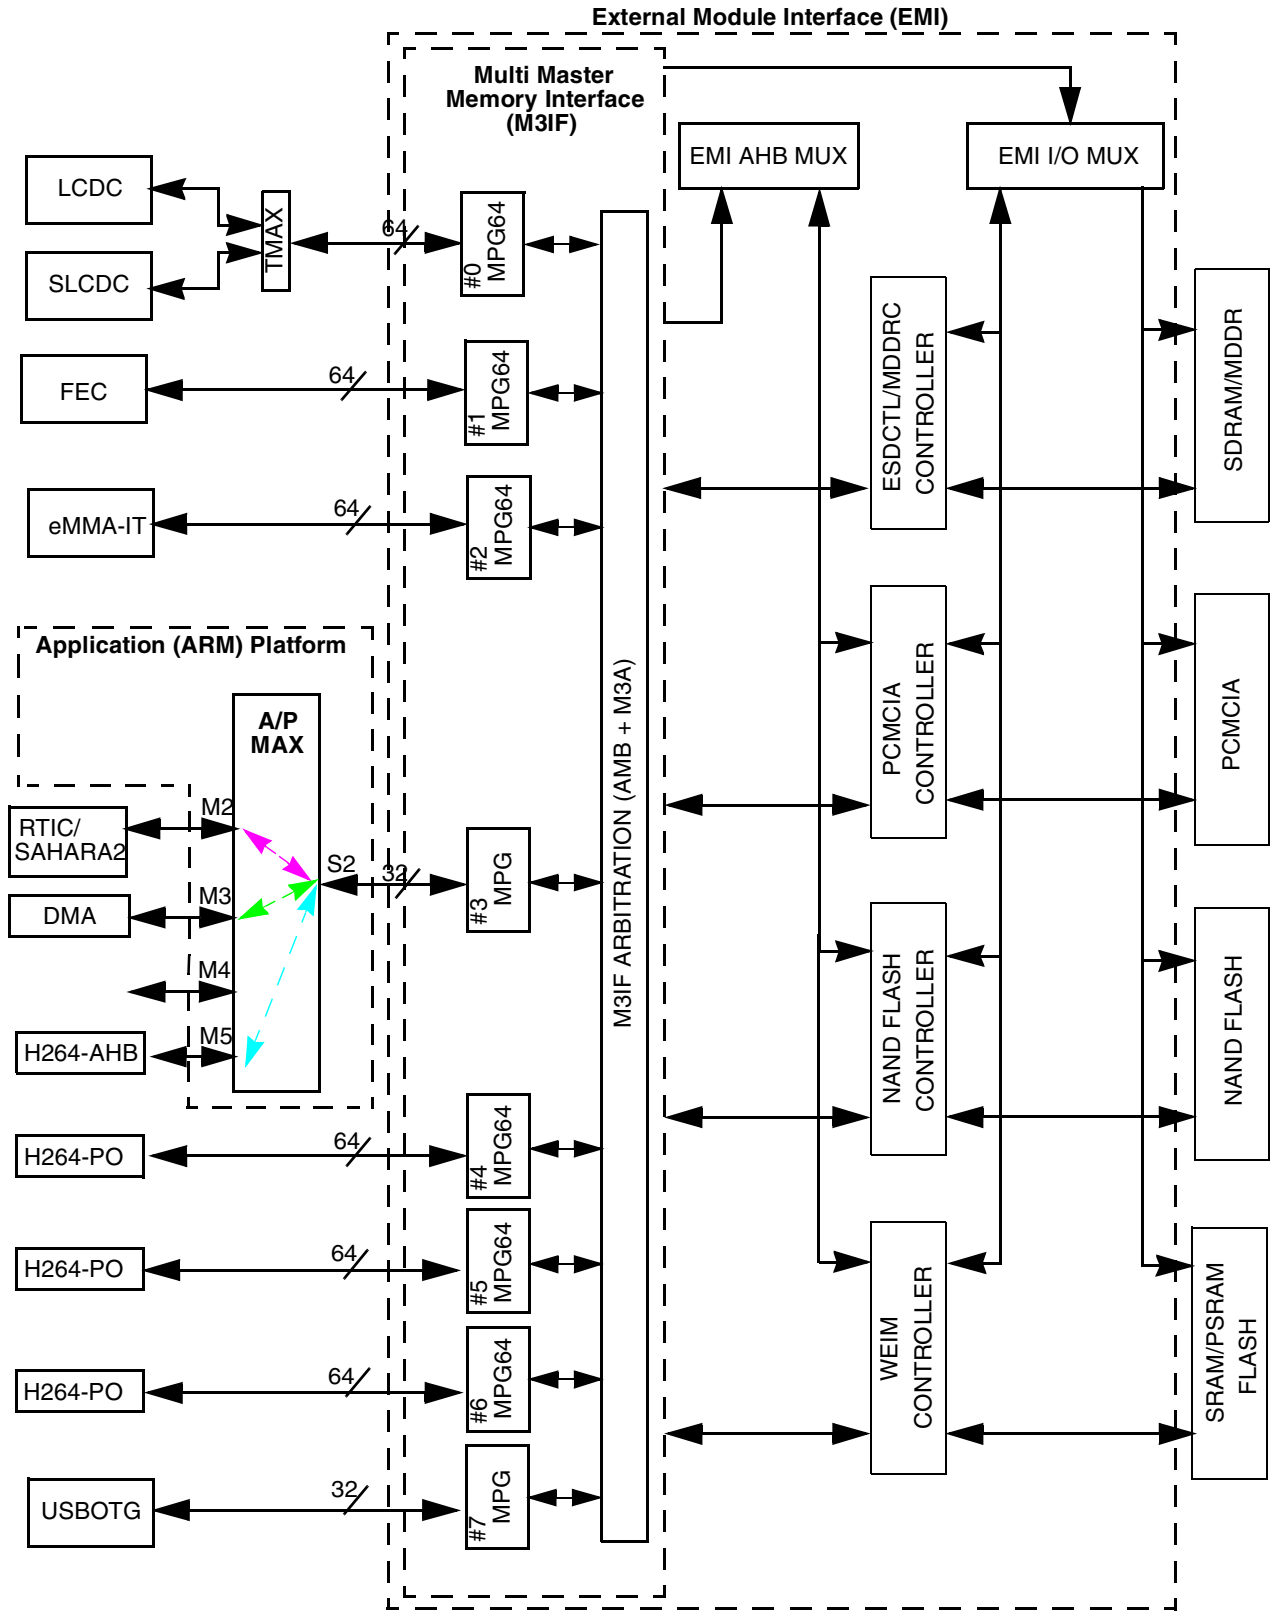 External Module Interface (EMI)
Multi Master
Memory Interface
(M3IF)
EMI AHB MUX
EMI I/O MUX
LCDC
SLCDC
TMAX
64
#0
MPG64
FEC
64
#1
MPG64
eMMA-IT
64
#2
MPG64
Application (ARM) Platform
A/P
MAX
RTIC/
SAHARA2
M2
DMA
M3
M4
H264-AHB
M5
S2
32
#3
MPG
H264-PO
64
#4
MPG64
H264-PO
64
#5
MPG64
H264-PO
64
#6
MPG64
USBOTG
32
#7
MPG
M3IF ARBITRATION (AMB + M3A)
ESDCTL/MDDRC
CONTROLLER
PCMCIA
CONTROLLER
NAND FLASH
CONTROLLER
WEIM
CONTROLLER
SDRAM/MDDR
PCMCIA
NAND FLASH
SRAM/PSRAM
FLASH